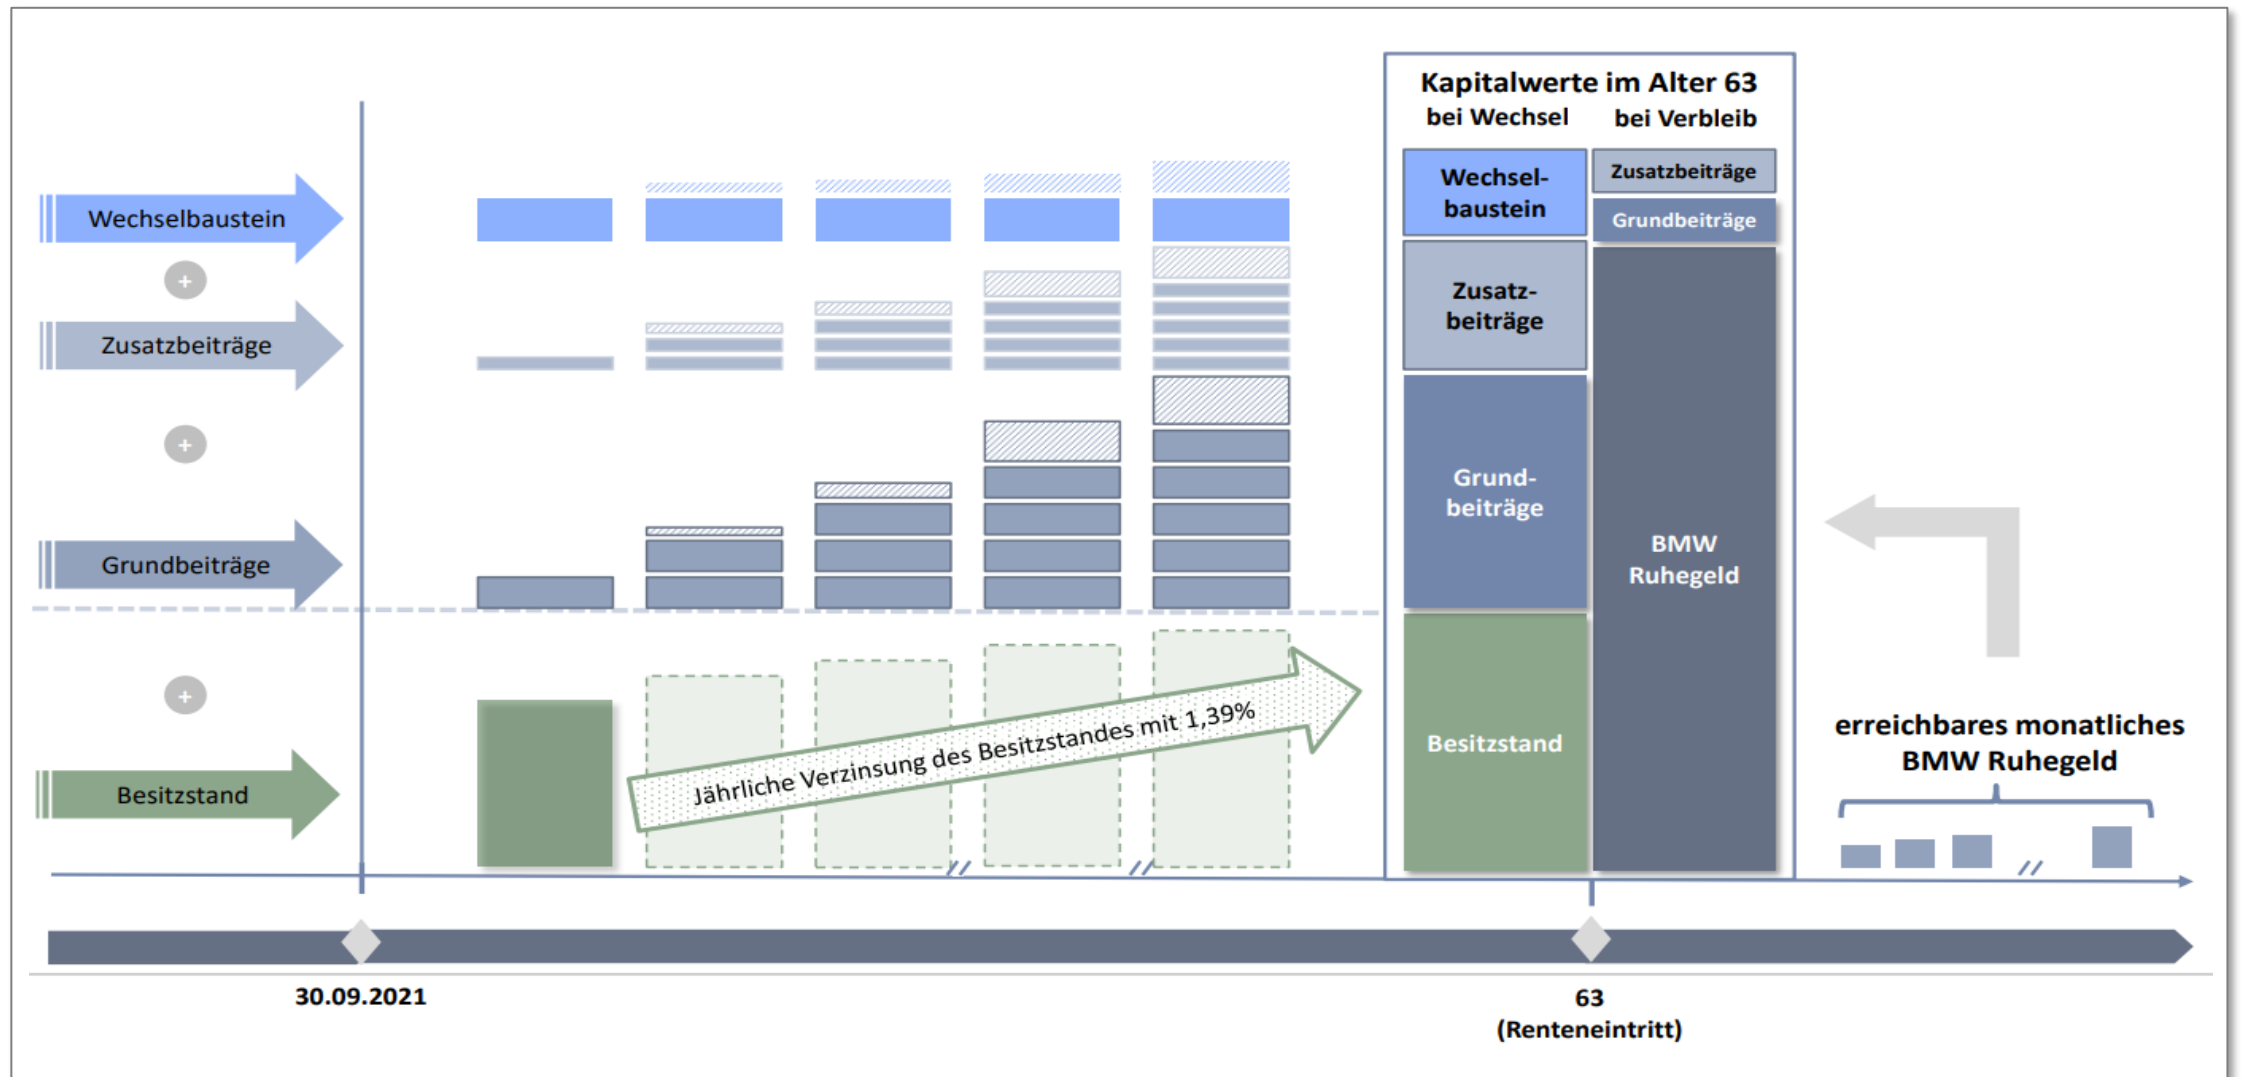 Kapitalwerte im Alter 63
bei Wechsel
bei Verbleib
Wechselbaustein
+
Zusatzbeiträge
+
Grundbeiträge
+
Besitzstand
Jährliche Verzinsung des Besitzstandes mit 1,39%
Wechsel-
baustein
Zusatz-
beiträge
Grund-
beiträge
Besitzstand
Zusatzbeiträge
Grundbeiträge
BMW
Ruhegeld
erreichbares monatliches
BMW Ruhegeld
30.09.2021
63
(Renteneintritt)